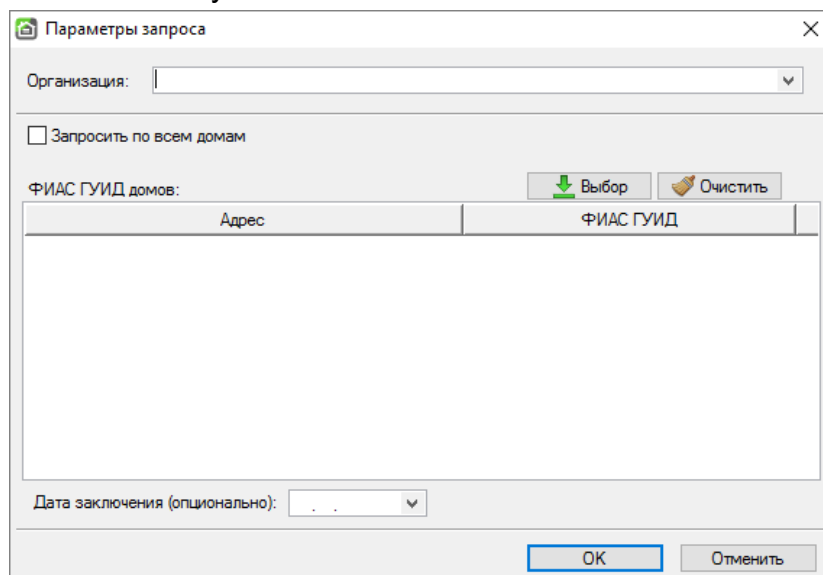 Параметры запроса
Организация:
Запросить по всем домам
ФИАС ГУИД домов:
Выбор
Очистить
Адрес
ФИАС ГУИД
Дата заключения (опционально):
. .
OK
Отменить